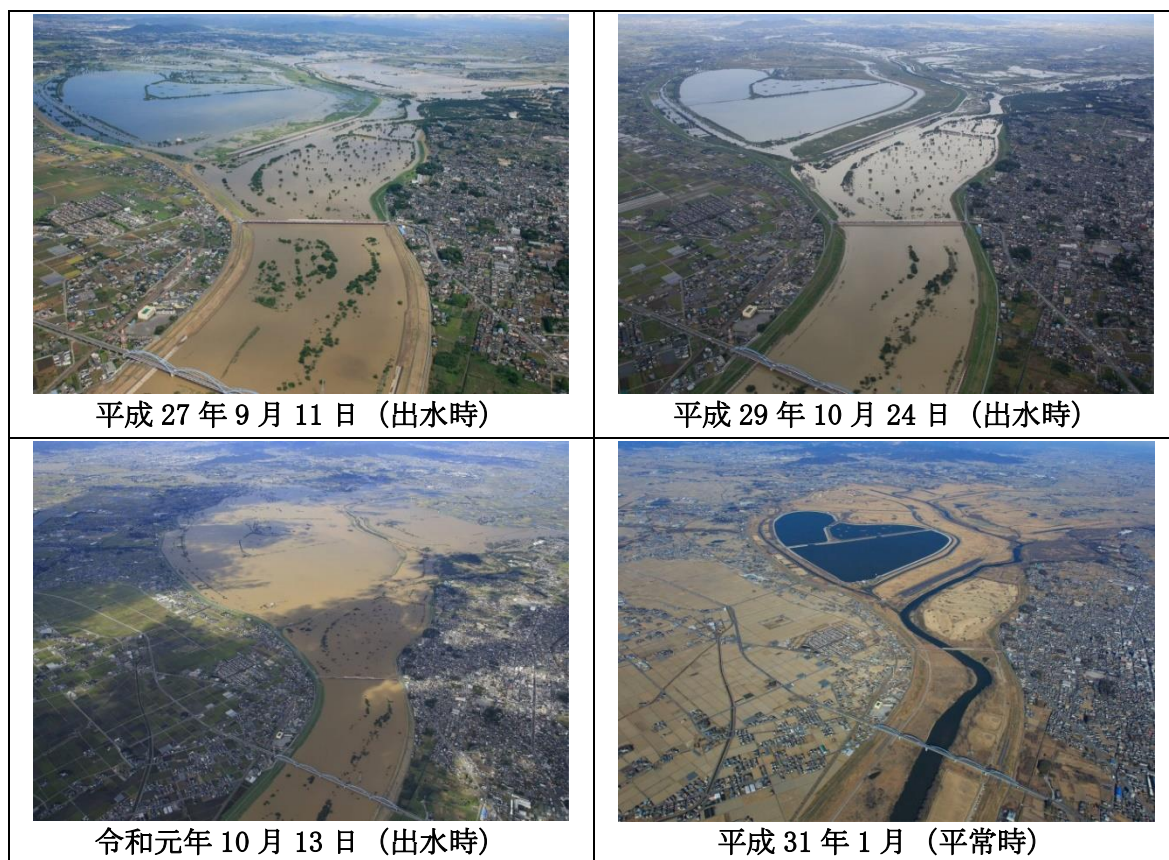 平成 27 年 9 月 11 日（出水時）
平成 29 年 10 月 24 日（出水時）
令和元年 10 月 13 日（出水時）
平成 31 年 1 月（平常時）